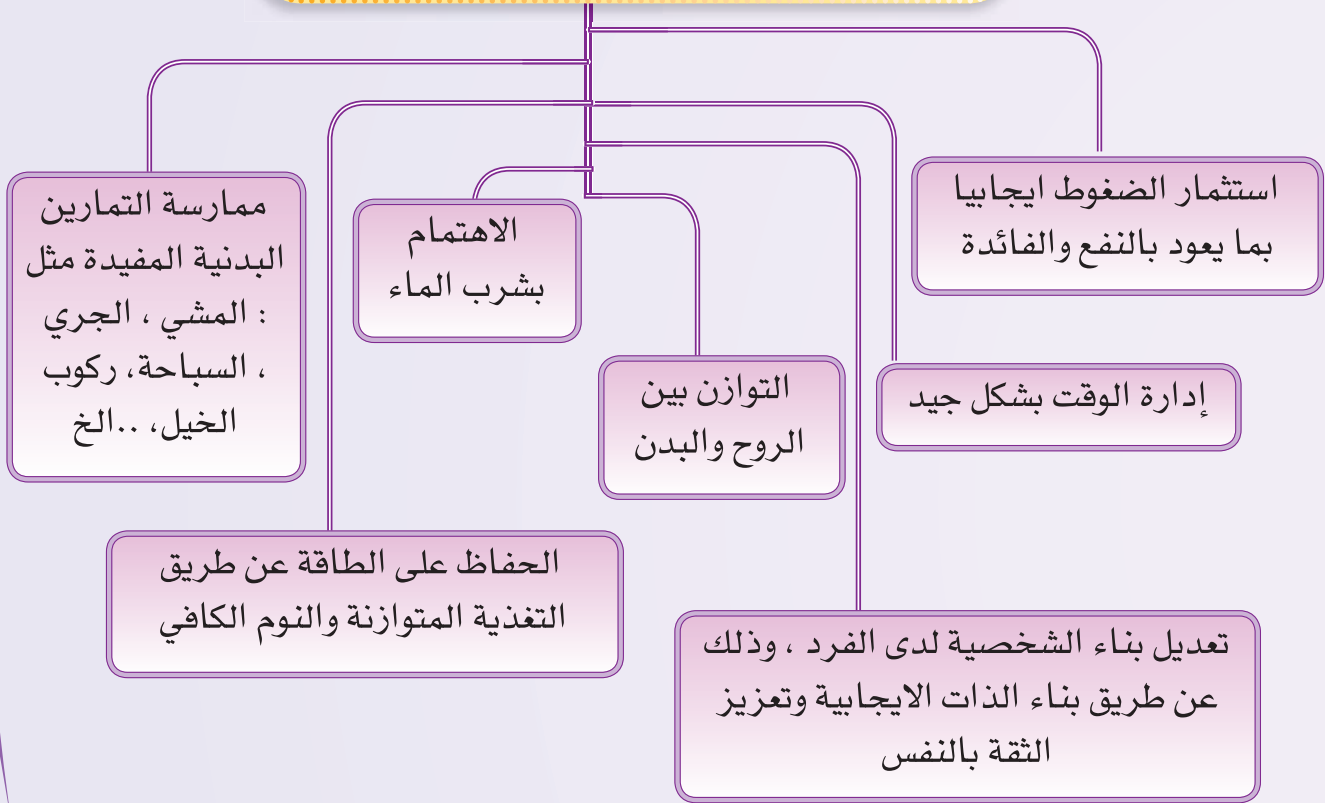 استثمار الضغوط ايجابيا
بما يعود بالنفع والفائدة
ممارسة التمارين
البدنية المفيدة مثل
: المشي ، الجري
، السباحة، ركوب
الخيل، ..الخ
الاهتمام
بشرب الماء
التوازن بين
الروح والبدن
إدارة الوقت بشكل جيد
الحفاظ على الطاقة عن طريق
التغذية المتوازنة والنوم الكافي
تعديل بناء الشخصية لدى الفرد ، وذلك
عن طريق بناء الذات الايجابية وتعزيز
الثقة بالنفس